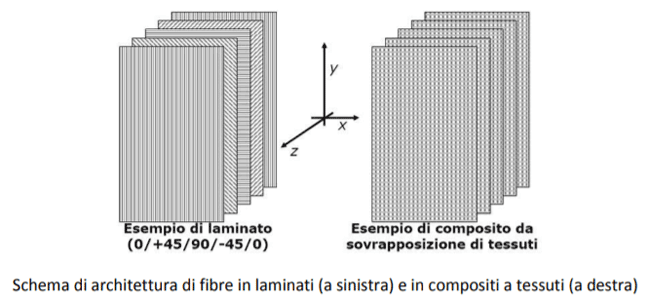 y
x
z
Esempio di laminato
(0/+45/90/-45/0)
Esempio di composito da
sovrapposizione di tessuti
Schema di architettura di fibre in laminati (a sinistra) e in compositi a tessuti (a destra)